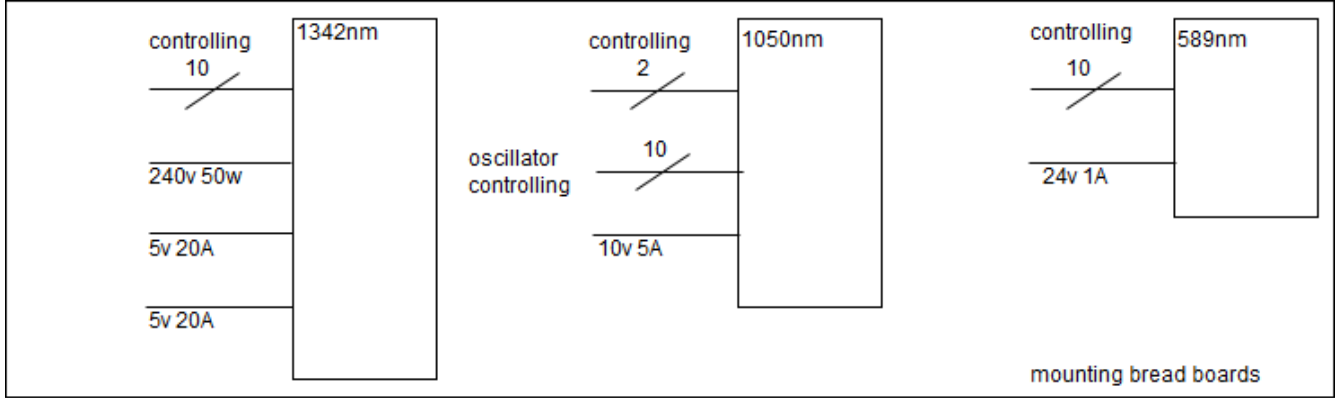 controlling
10
1342nm
240v 50w
5v 20A
5v 20A
controlling
2
1050nm
oscillator
controlling
10
10v 5A
controlling
10
589nm
24v 1A
mounting bread boards